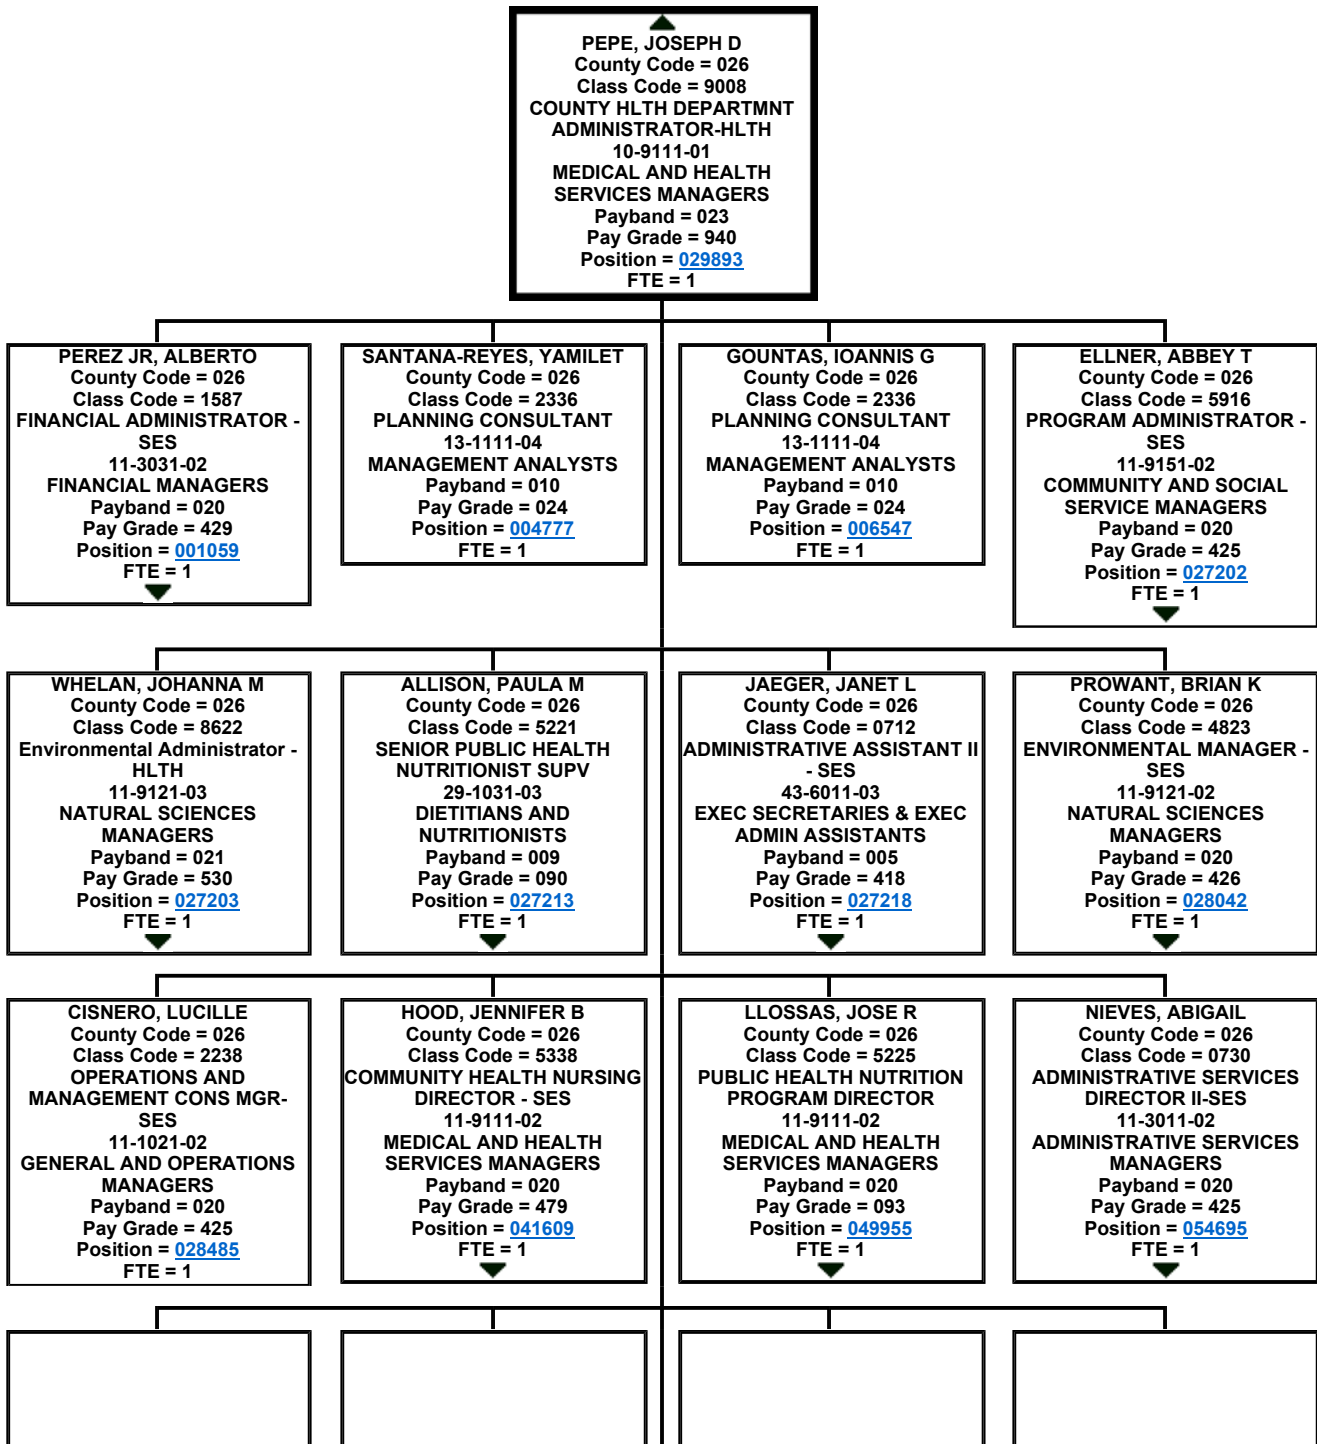 PEPE, JOSEPH D
County Code = 026
Class Code = 9008
COUNTY HLTH DEPARTMNT
ADMINISTRATOR-HLTH
10-9111-01
MEDICAL AND HEALTH
SERVICES MANAGERS
Payband = 023
Pay Grade = 940
Position = 029893
FTE = 1
PEREZ JR, ALBERTO
County Code = 026
Class Code = 1587
FINANCIAL ADMINISTRATOR -
SES
11-3031-02
FINANCIAL MANAGERS
Payband = 020
Pay Grade = 429
Position = 001059
FTE = 1
SANTANA-REYES, YAMILET
County Code = 026
Class Code = 2336
PLANNING CONSULTANT
13-1111-04
MANAGEMENT ANALYSTS
Payband = 010
Pay Grade = 024
Position = 004777
FTE = 1
GOUNTAS, IOANNIS G
County Code = 026
Class Code = 2336
PLANNING CONSULTANT
13-1111-04
MANAGEMENT ANALYSTS
Payband = 010
Pay Grade = 024
Position = 006547
FTE = 1
ELLNER, ABBEY T
County Code = 026
Class Code = 5916
PROGRAM ADMINISTRATOR -
SES
11-9151-02
COMMUNITY AND SOCIAL
SERVICE MANAGERS
Payband = 020
Pay Grade = 425
Position = 027202
FTE = 1
WHELAN, JOHANNA M
County Code = 026
Class Code = 8622
Environmental Administrator -
HLTH
11-9121-03
NATURAL SCIENCES
MANAGERS
Payband = 021
Pay Grade = 530
Position = 027203
FTE = 1
ALLISON, PAULA M
County Code = 026
Class Code = 5221
SENIOR PUBLIC HEALTH
NUTRITIONIST SUPV
29-1031-03
DIETITIANS AND
NUTRITIONISTS
Payband = 009
Pay Grade = 090
Position = 027213
FTE = 1
JAEGER, JANET L
County Code = 026
Class Code = 0712
ADMINISTRATIVE ASSISTANT II
- SES
43-6011-03
EXEC SECRETARIES & EXEC
ADMIN ASSISTANTS
Payband = 005
Pay Grade = 418
Position = 027218
FTE = 1
PROWANT, BRIAN K
County Code = 026
Class Code = 4823
ENVIRONMENTAL MANAGER -
SES
11-9121-02
NATURAL SCIENCES
MANAGERS
Payband = 020
Pay Grade = 426
Position = 028042
FTE = 1
CISNERO, LUCILLE
County Code = 026
Class Code = 2238
OPERATIONS AND
MANAGEMENT CONS MGR-
SES
11-1021-02
GENERAL AND OPERATIONS
MANAGERS
Payband = 020
Pay Grade = 425
Position = 028485
FTE = 1
HOOD, JENNIFER B
County Code = 026
Class Code = 5338
COMMUNITY HEALTH NURSING
DIRECTOR - SES
11-9111-02
MEDICAL AND HEALTH
SERVICES MANAGERS
Payband = 020
Pay Grade = 479
Position = 041609
FTE = 1
LLOSSAS, JOSE R
County Code = 026
Class Code = 5225
PUBLIC HEALTH NUTRITION
PROGRAM DIRECTOR
11-9111-02
MEDICAL AND HEALTH
SERVICES MANAGERS
Payband = 020
Pay Grade = 093
Position = 049955
FTE = 1
NIEVES, ABIGAIL
County Code = 026
Class Code = 0730
ADMINISTRATIVE SERVICES
DIRECTOR II-SES
11-3011-02
ADMINISTRATIVE SERVICES
MANAGERS
Payband = 020
Pay Grade = 425
Position = 054695
FTE = 1